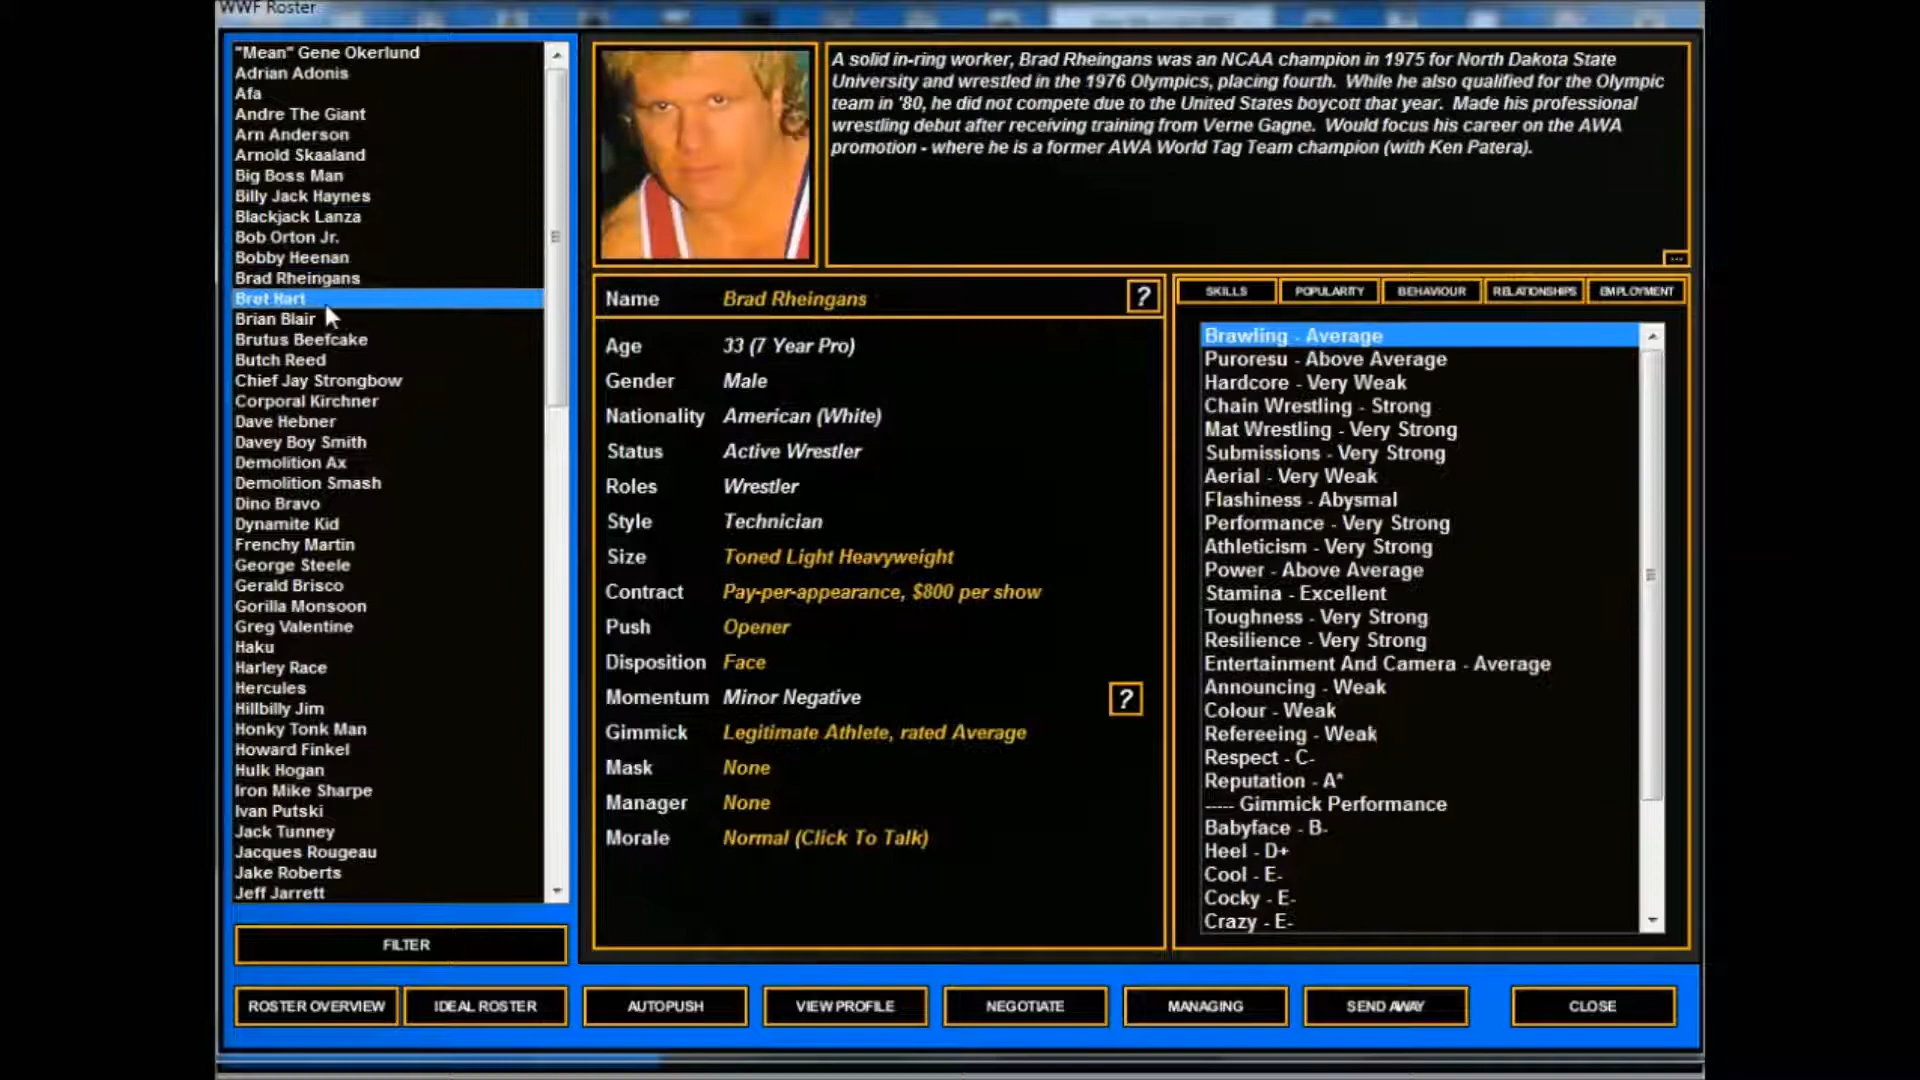 WWF Roster
"Mean" Gene Okerlund
Adrian Adonis
Afa
Andre The Giant
Arn Anderson
Arnold Skaaland
Big Boss Man
Billy Jack Haynes
Blackjack Lanza
Bob Orton Jr.
Bobby Heenan
Brad Rheingans
Bret Hart
Brian Blair
Brutus Beefcake
Butch Reed
Chief Jay Strongbow
Corporal Kirchner
Dave Hebner
Davey Boy Smith
Demolition Ax
Demolition Smash
Dino Bravo
Dynamite Kid
Frenchy Martin
George Steele
Gerald Brisco
Gorilla Monsoon
Greg Valentine
Haku
Harley Race
Hercules
Hillbilly Jim
Honky Tonk Man
Howard Finkel
Hulk Hogan
Iron Mike Sharpe
Ivan Putski
Jack Tunney
Jacques Rougeau
Jake Roberts
Jeff Jarrett
FILTER
A solid in-ring worker, Brad Rheingans was an NCAA champion in 1975 for North Dakota State
University and wrestled in the 1976 Olympics, placing fourth. While he also qualified for the Olympic
team in '80, he did not compete due to the United States boycott that year. Made his professional
wrestling debut after receiving training from Verne Gagne. Would focus his career on the AWA
promotion - where he is a former AWA World Tag Team champion (with Ken Patera).
...
Name Brad Rheingans ?
Age 33 (7 Year Pro)
Gender Male
Nationality American (White)
Status Active Wrestler
Roles Wrestler
Style Technician
Size Toned Light Heavyweight
Contract Pay-per-appearance, $800 per show
Push Opener
Disposition Face
Momentum Minor Negative ?
Gimmick Legitimate Athlete, rated Average
Mask None
Manager None
Morale Normal (Click To Talk)
SKILLS POPULARITY BEHAVIOUR RELATIONSHIPS EMPLOYMENT
Brawling - Average
Puroresu - Above Average
Hardcore - Very Weak
Chain Wrestling - Strong
Mat Wrestling - Very Strong
Submissions - Very Strong
Aerial - Very Weak
Flashiness - Abysmal
Performance - Very Strong
Athleticism - Very Strong
Power - Above Average
Stamina - Excellent
Toughness - Very Strong
Resilience - Very Strong
Entertainment And Camera - Average
Announcing - Weak
Colour - Weak
Refereeing - Weak
Respect - C-
Reputation - A*
----- Gimmick Performance
Babyface - B-
Heel - D+
Cool - E-
Cocky - E-
Crazy - E-
ROSTER OVERVIEW IDEAL ROSTER AUTOPUSH VIEW PROFILE NEGOTIATE MANAGING SEND AWAY CLOSE